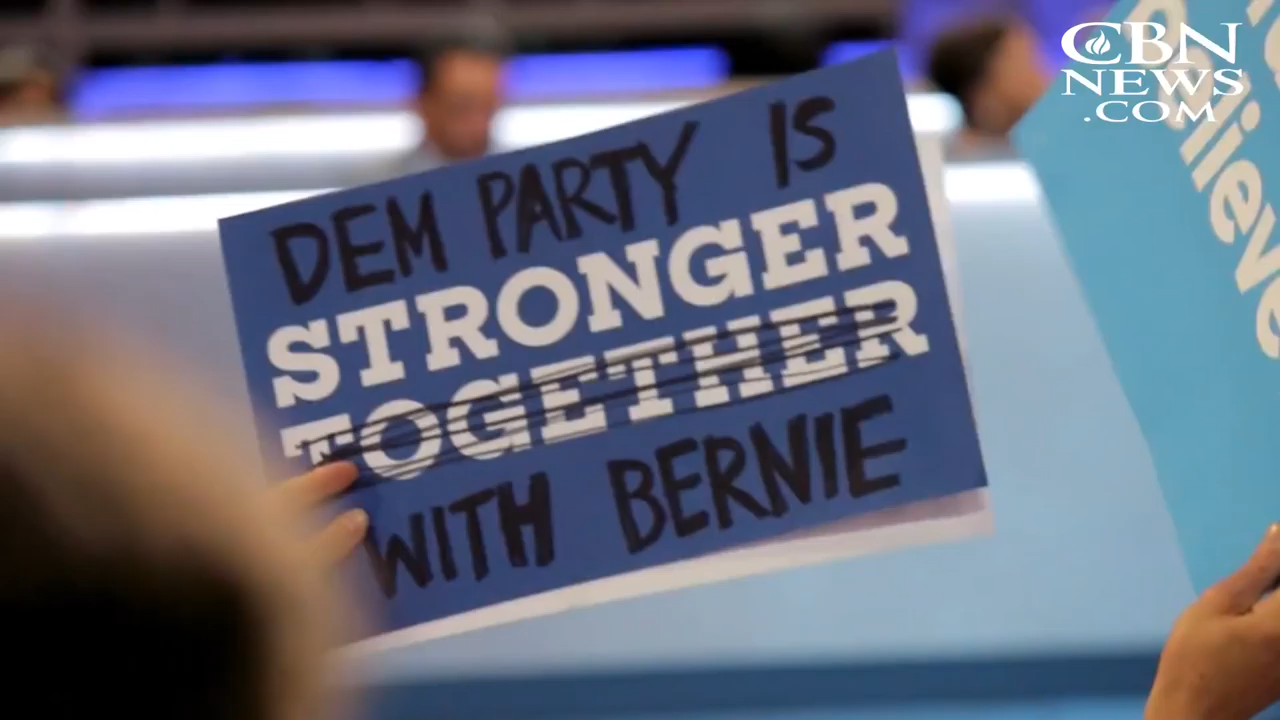 DEM PARTY IS
STRONGER
TOGETHER
WITH BERNIE
CBN
NEWS
.COM